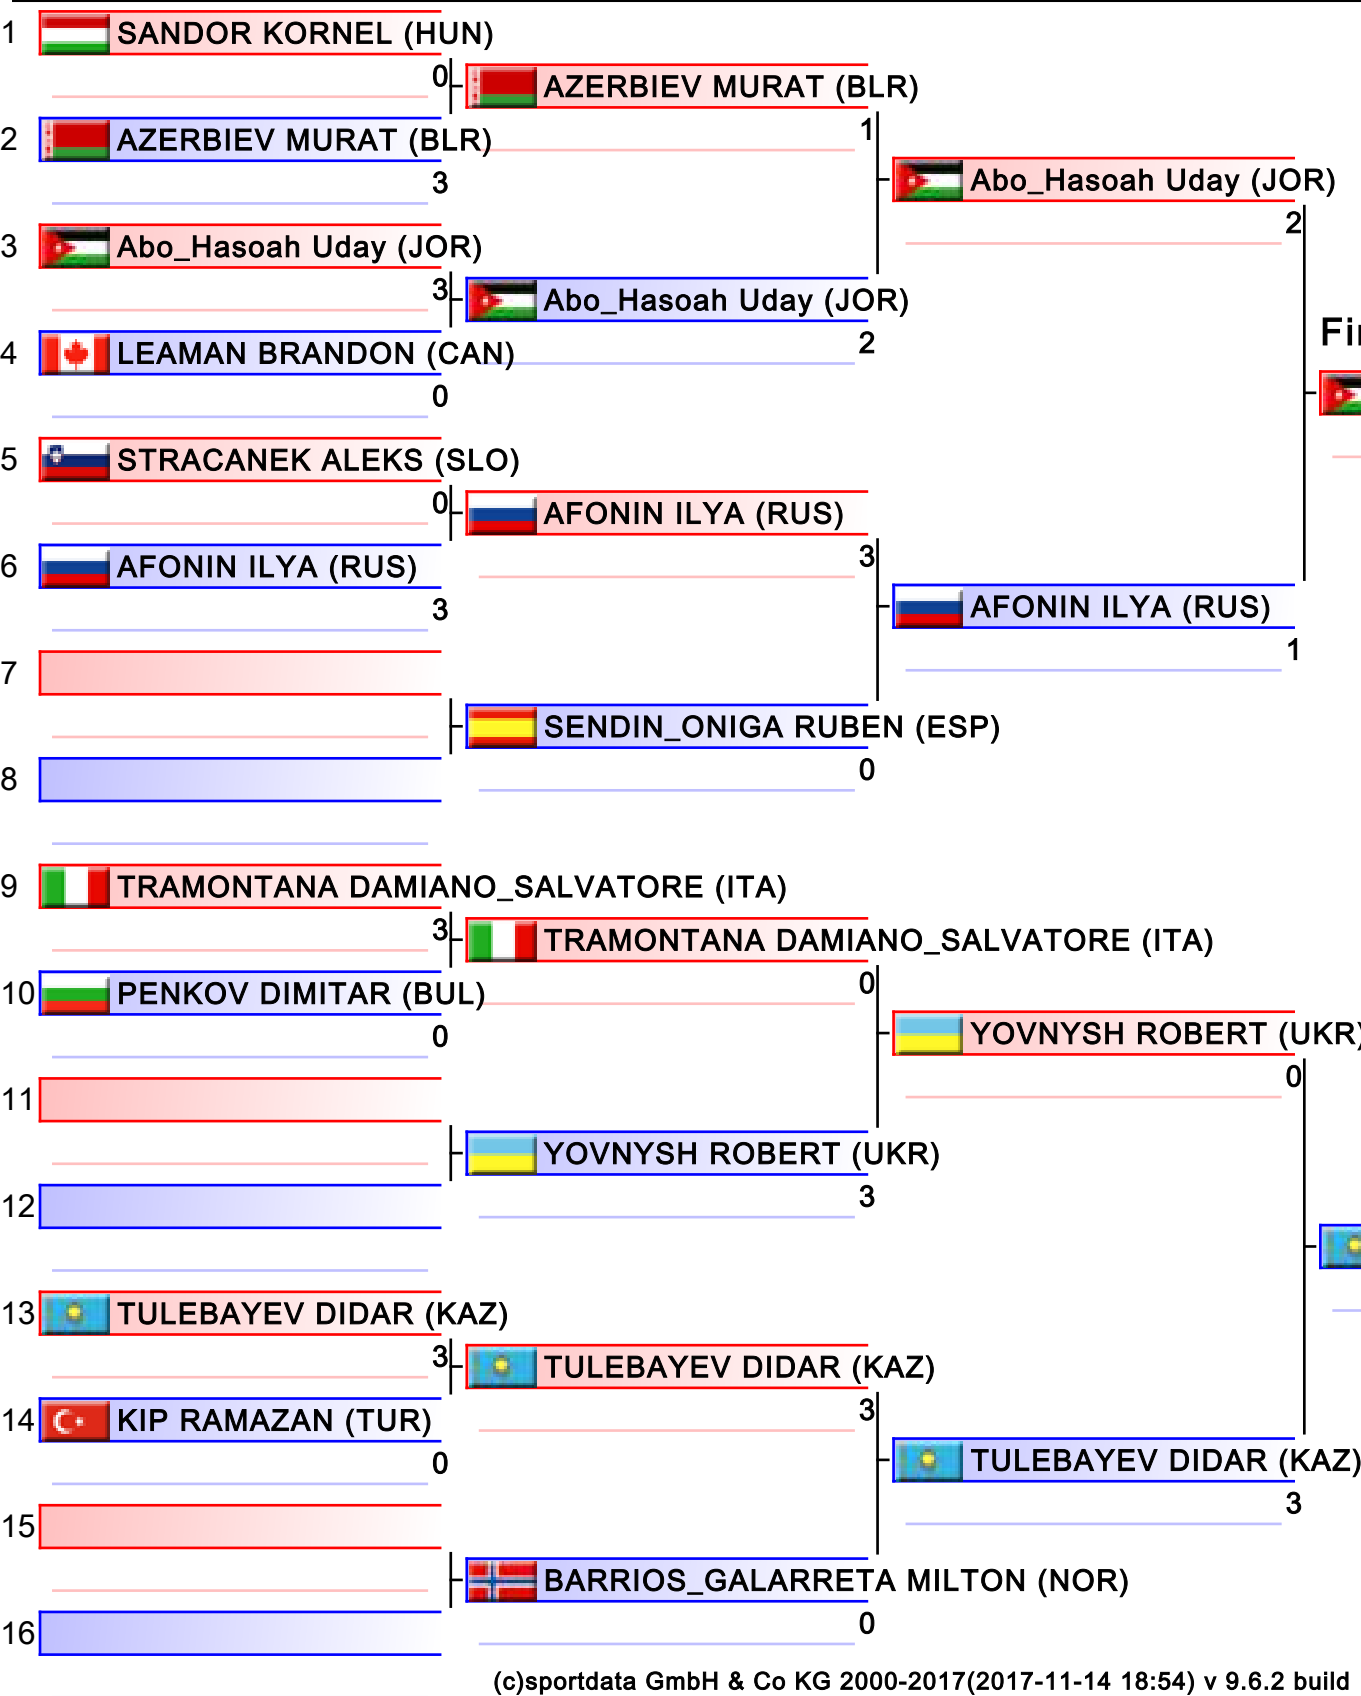 1 SANDOR KORNEL (HUN)
0
AZERBIEV MURAT (BLR)
1
2 AZERBIEV MURAT (BLR)
3
Abo_Hasoah Uday (JOR)
2
3 Abo_Hasoah Uday (JOR)
3
Abo_Hasoah Uday (JOR)
2
4 LEAMAN BRANDON (CAN)
0
5 STRACANEK ALEKS (SLO)
0
AFONIN ILYA (RUS)
3
6 AFONIN ILYA (RUS)
3
AFONIN ILYA (RUS)
1
7
SENDIN_ONIGA RUBEN (ESP)
0
8
9 TRAMONTANA DAMIANO_SALVATORE (ITA)
3
TRAMONTANA DAMIANO_SALVATORE (ITA)
0
10 PENKOV DIMITAR (BUL)
0
YOVNYSH ROBERT (UKR)
0
11
YOVNYSH ROBERT (UKR)
3
12
13 TULEBAYEV DIDAR (KAZ)
3
TULEBAYEV DIDAR (KAZ)
3
14 KIP RAMAZAN (TUR)
0
TULEBAYEV DIDAR (KAZ)
3
15
BARRIOS_GALARRETA MILTON (NOR)
0
16
(c)sportdata GmbH & Co KG 2000-2017(2017-11-14 18:54) v 9.6.2 build